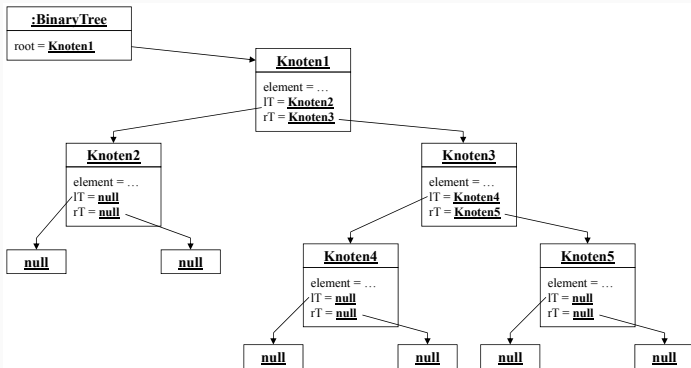 :BinaryTree
root = Knoten1
Knoten1
element = …
lT = Knoten2
rT = Knoten3
Knoten2
element = …
lT = null
rT = null
Knoten3
element = …
lT = Knoten4
rT = Knoten5
null
null
Knoten4
element = …
lT = null
rT = null
Knoten5
element = …
lT = null
rT = null
null
null
null
null